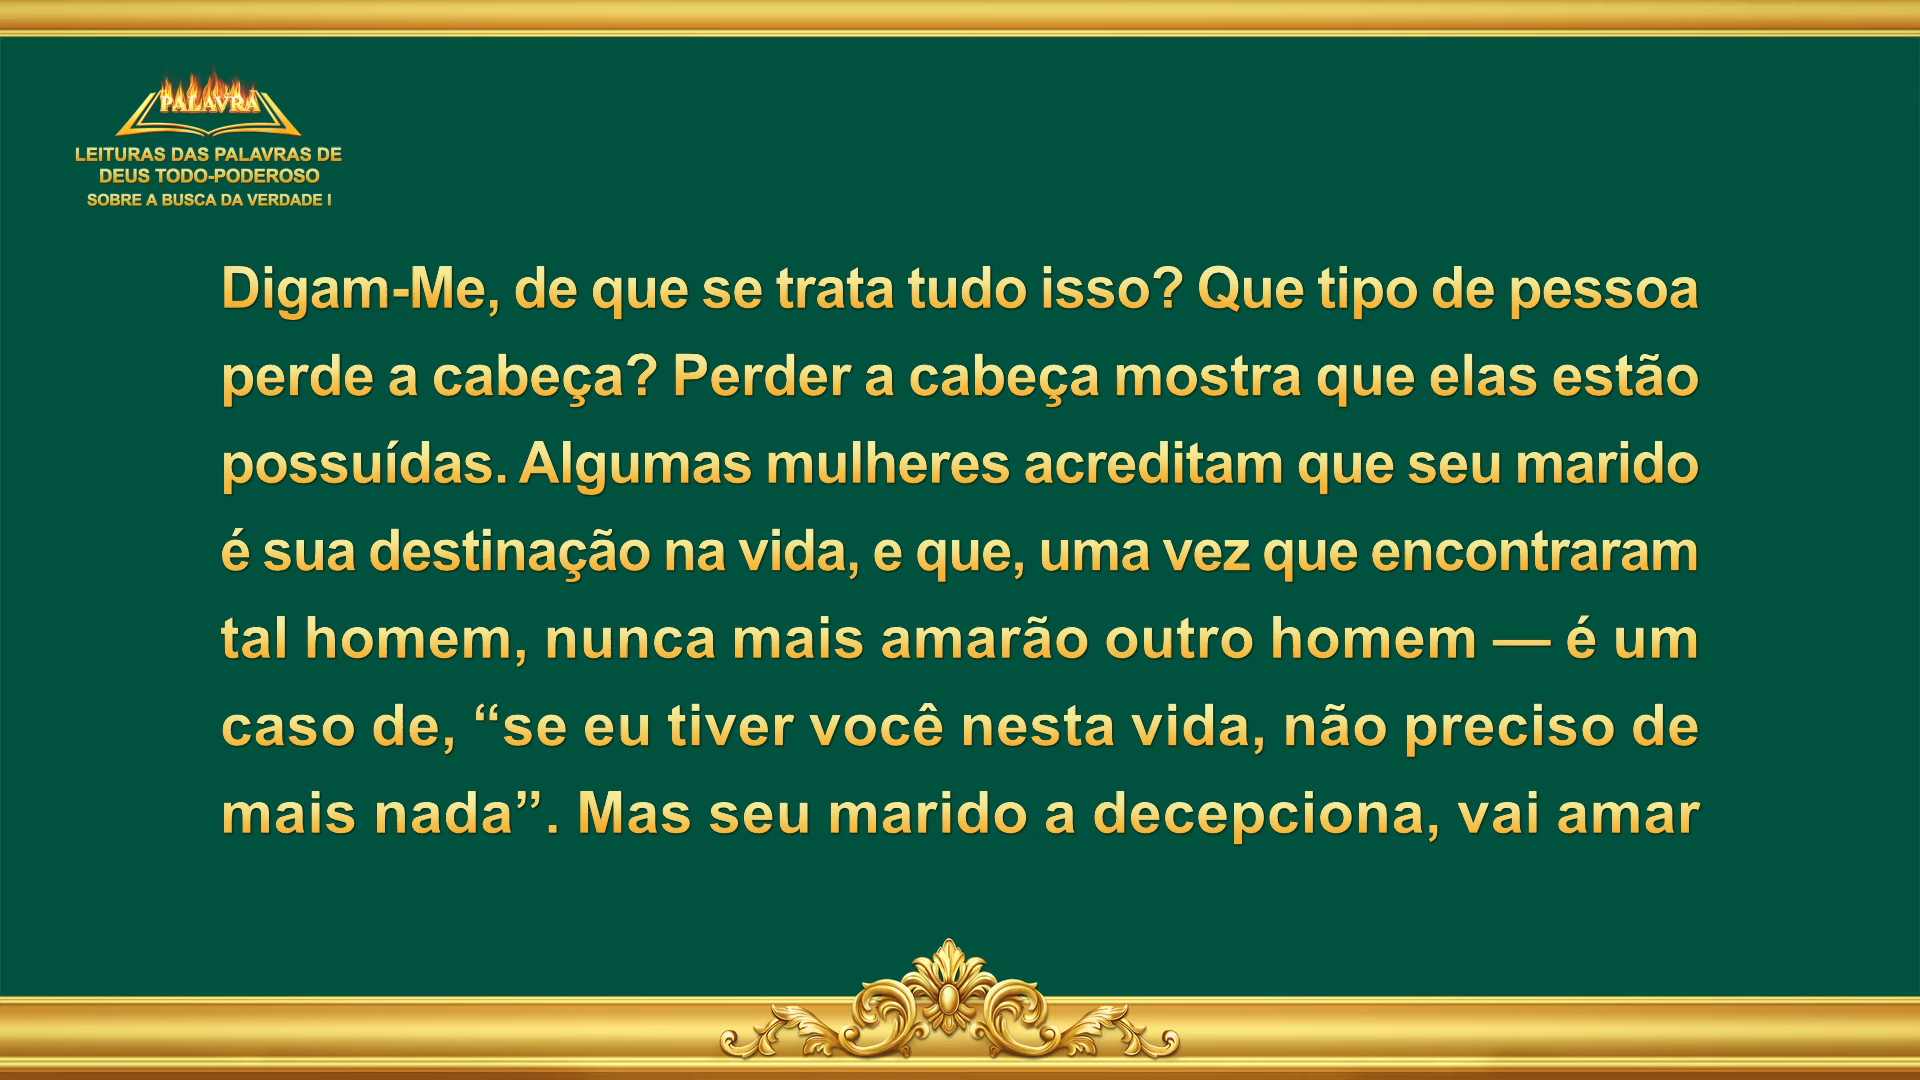 PALAVRA
LEITURAS DAS PALAVRAS DE
DEUS TODO-PODEROSO
SOBRE A BUSCA DA VERDADE I
Digam-Me, de que se trata tudo isso? Que tipo de pessoa
perde a cabeça? Perder a cabeça mostra que elas estão
possuídas. Algumas mulheres acreditam que seu marido
é sua destinação na vida, e que, uma vez que encontraram
tal homem, nunca mais amarão outro homem — é um
caso de, “se eu tiver você nesta vida, não preciso de
mais nada”. Mas seu marido a decepciona, vai amar